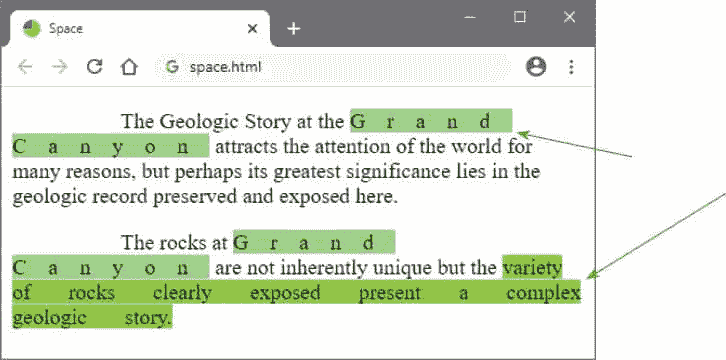 Space
space.html
The Geologic Story at the G r a n d
C a n y o n attracts the attention of the world for
many reasons, but perhaps its greatest significance lies in the
geologic record preserved and exposed here.
The rocks at G r a n d
C a n y o n are not inherently unique but the variety
of rocks clearly exposed present a complex
geologic story.